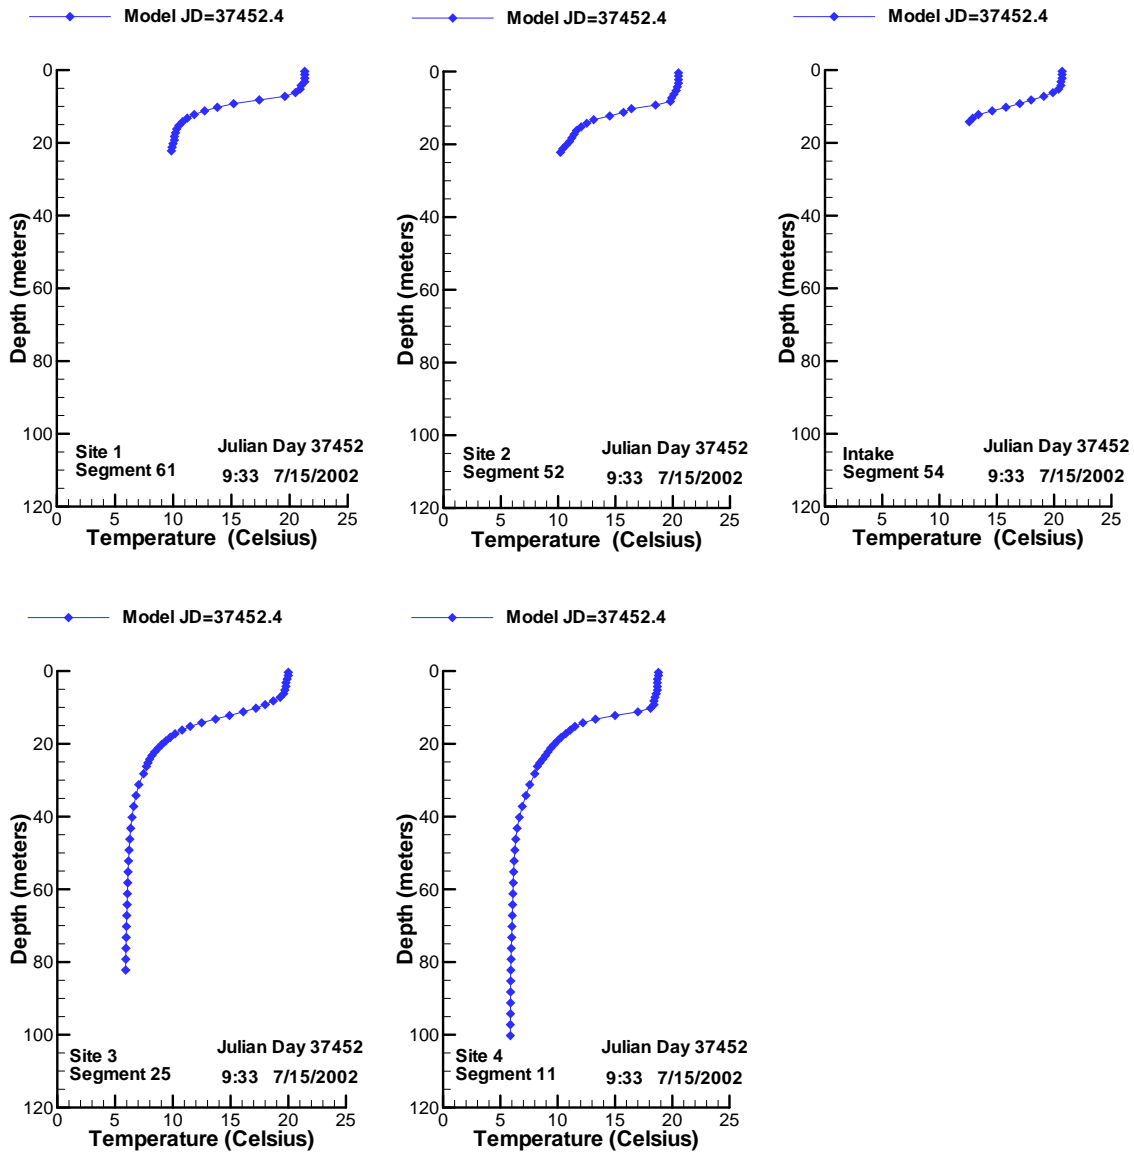 Model JD=37452.4
0
20
40
60
80
100
120
Depth (meters)
Site 1
Segment 61
Julian Day 37452
9:33 7/15/2002
0 5 10 15 20 25
Temperature (Celsius)
Model JD=37452.4
0
20
40
60
80
100
120
Depth (meters)
Site 2
Segment 52
Julian Day 37452
9:33 7/15/2002
0 5 10 15 20 25
Temperature (Celsius)
Model JD=37452.4
0
20
40
60
80
100
120
Depth (meters)
Intake
Segment 54
Julian Day 37452
9:33 7/15/2002
0 5 10 15 20 25
Temperature (Celsius)
Model JD=37452.4
0
20
40
60
80
100
120
Depth (meters)
Site 3
Segment 25
Julian Day 37452
9:33 7/15/2002
0 5 10 15 20 25
Temperature (Celsius)
Model JD=37452.4
0
20
40
60
80
100
120
Depth (meters)
Site 4
Segment 11
Julian Day 37452
9:33 7/15/2002
0 5 10 15 20 25
Temperature (Celsius)